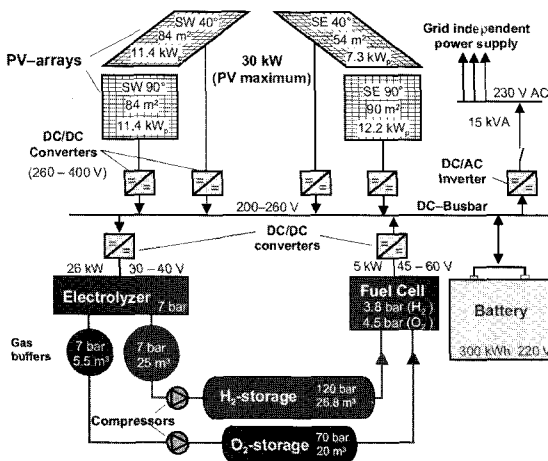 SW 40°
84 m²
11.4 kWp
SE 40°
54 m²
7.3 kWp
Grid independent
power supply
PV–arrays
30 kW
(PV maximum)
SW 90°
84 m²
11.4 kWp
SE 90°
90 m²
12.2 kWp
230 V AC
15 kVA
DC/DC
Converters
(260–400 V)
DC/AC
Inverter
200–260 V
DC–Busbar
DC/DC
converters
26 kW
30–40 V
5 kW
45–60 V
Electrolyzer
7 bar
Fuel Cell
3.8 bar (H₂)
4.5 bar (O₂)
Battery
300 kWh 220 V
Gas
buffers
7 bar
5.5 m³
7 bar
25 m³
H₂-storage
120 bar
26.8 m³
Compressors
O₂-storage
70 bar
20 m³